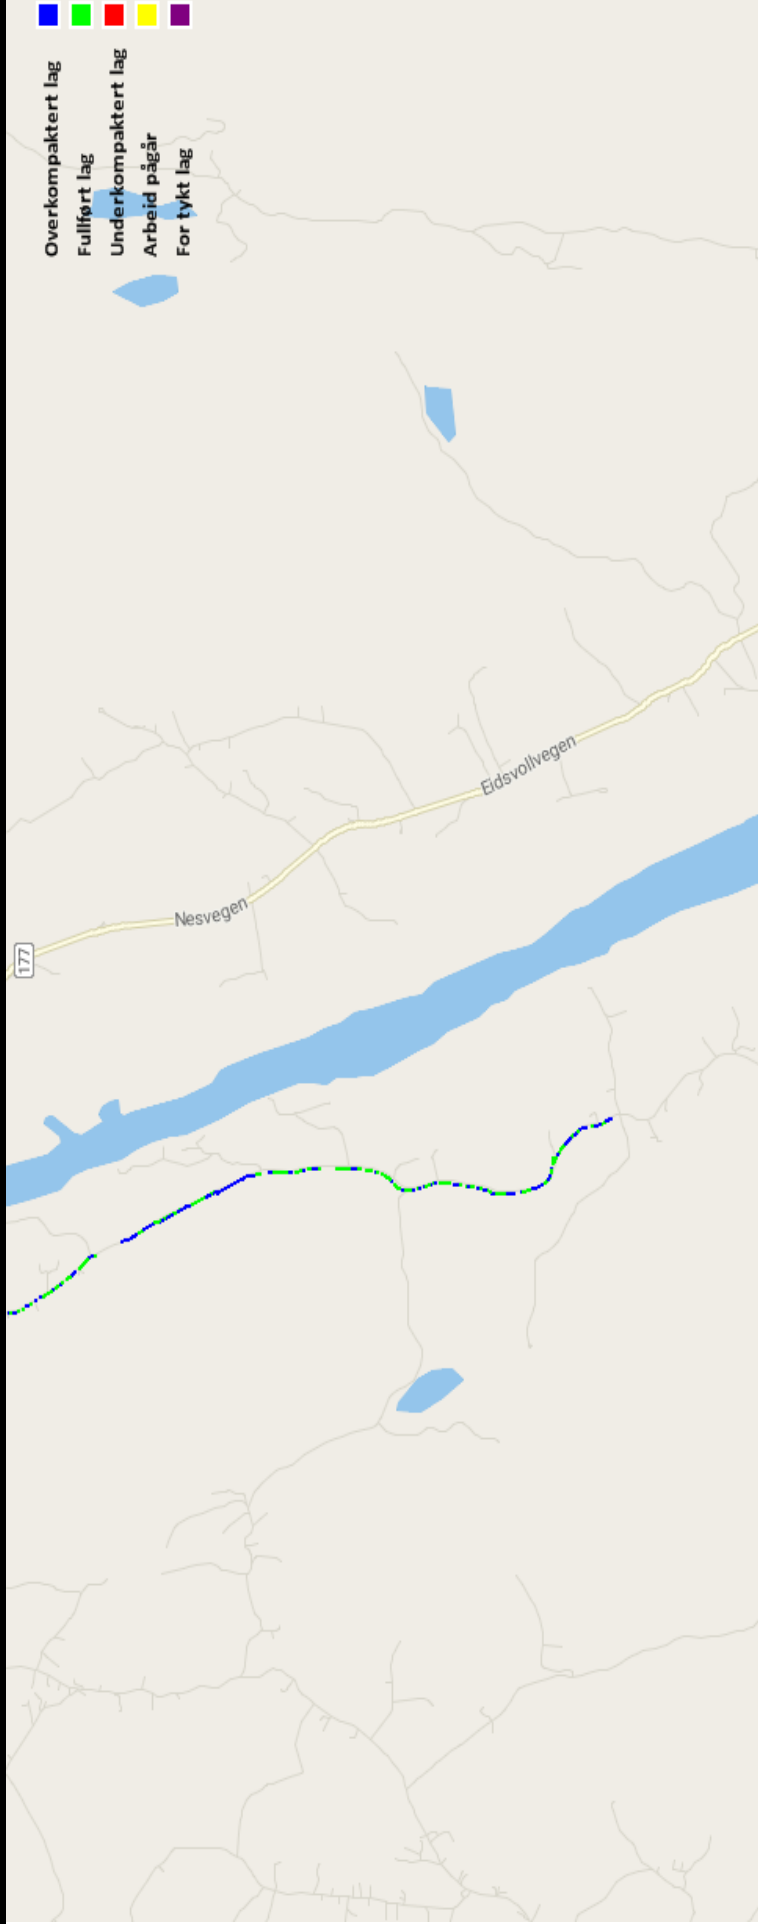 Overkompaktert lag
Fullført lag
Underkompaktert lag
Arbeid pågår
For tykt lag
Eidsvollvegen
Nesvegen
177